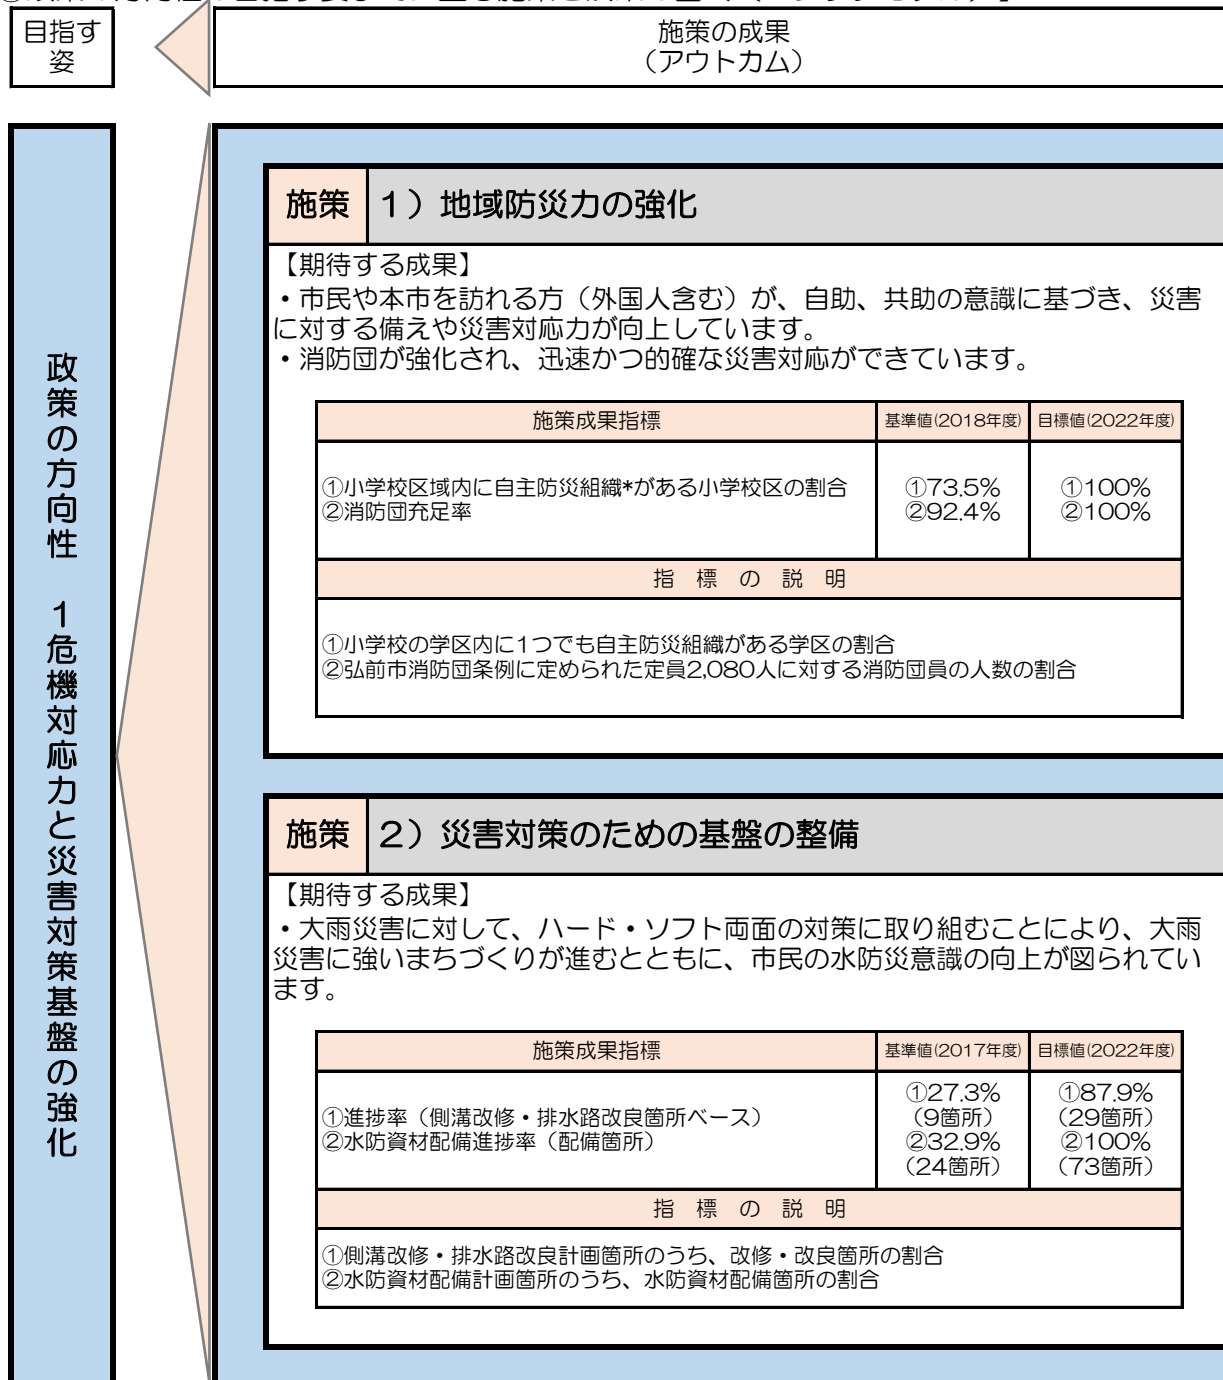 目指す
姿
施策の成果
（アウトカム）
政策の方向性　１危機対応力と災害対策基盤の強化
施策
１）地域防災力の強化
【期待する成果】
・市民や本市を訪れる方（外国人含む）が、自助、共助の意識に基づき、災害
に対する備えや災害対応力が向上しています。
・消防団が強化され、迅速かつ的確な災害対応ができています。
施策成果指標
基準値(2018年度)
目標値(2022年度)
①小学校区域内に自主防災組織*がある小学校区の割合
②消防団充足率
①73.5%
②92.4%
①100%
②100%
指　標　の　説　明
①小学校の学区内に1つでも自主防災組織がある学区の割合
②弘前市消防団条例に定められた定員2,080人に対する消防団員の人数の割合
施策
２）災害対策のための基盤の整備
【期待する成果】
・大雨災害に対して、ハード・ソフト両面の対策に取り組むことにより、大雨
災害に強いまちづくりが進むとともに、市民の水防災意識の向上が図られてい
ます。
施策成果指標
基準値(2017年度)
目標値(2022年度)
①進捗率（側溝改修・排水路改良箇所ベース）
②水防資材配備進捗率（配備箇所）
①27.3%
（9箇所）
②32.9%
（24箇所）
①87.9%
（29箇所）
②100%
（73箇所）
指　標　の　説　明
①側溝改修・排水路改良計画箇所のうち、改修・改良箇所の割合
②水防資材配備計画箇所のうち、水防資材配備箇所の割合